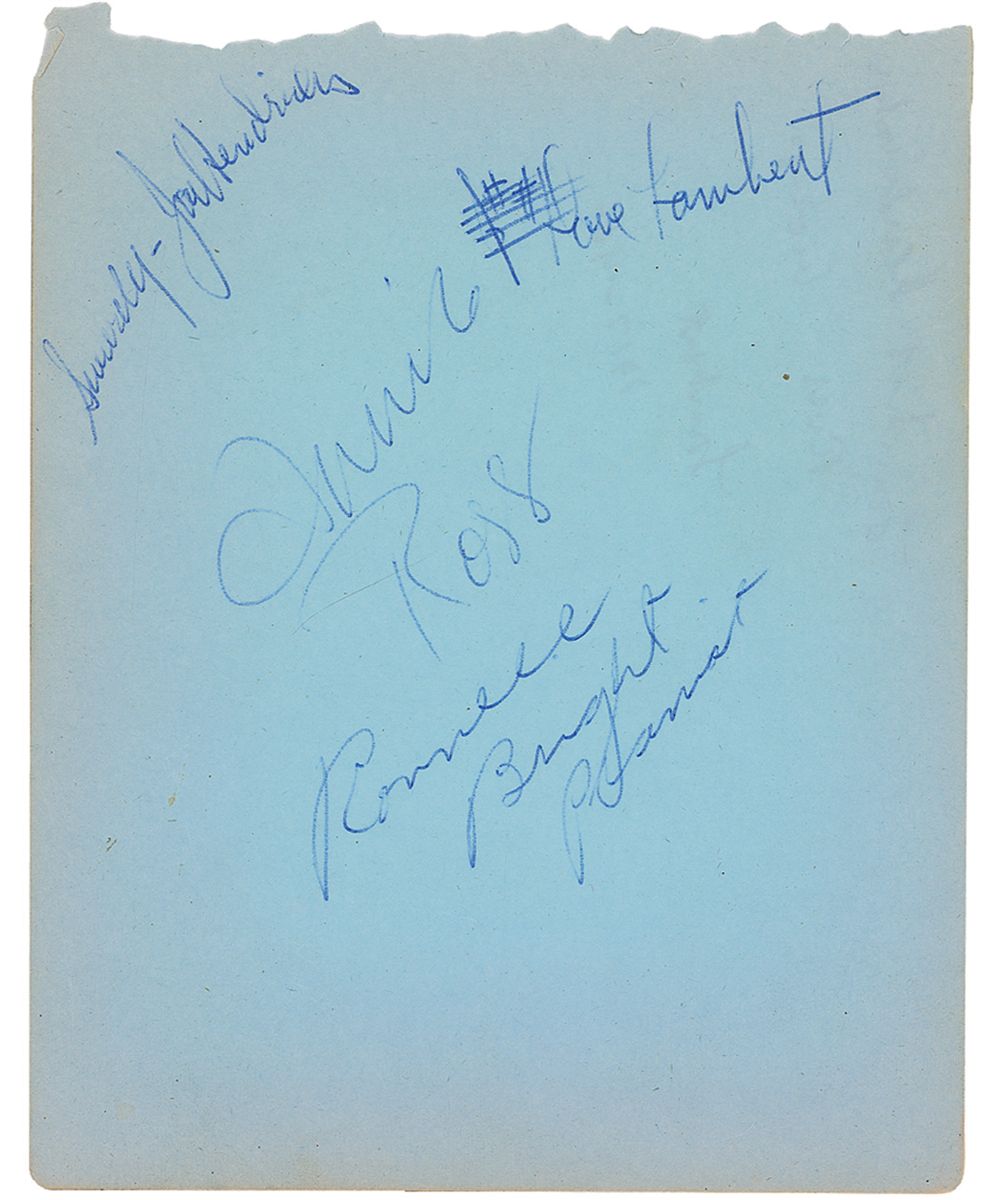 Sincerely - Jon Hendricks
Dave Lambert
Annie
Ross
Ronnell
Bright
Pianist